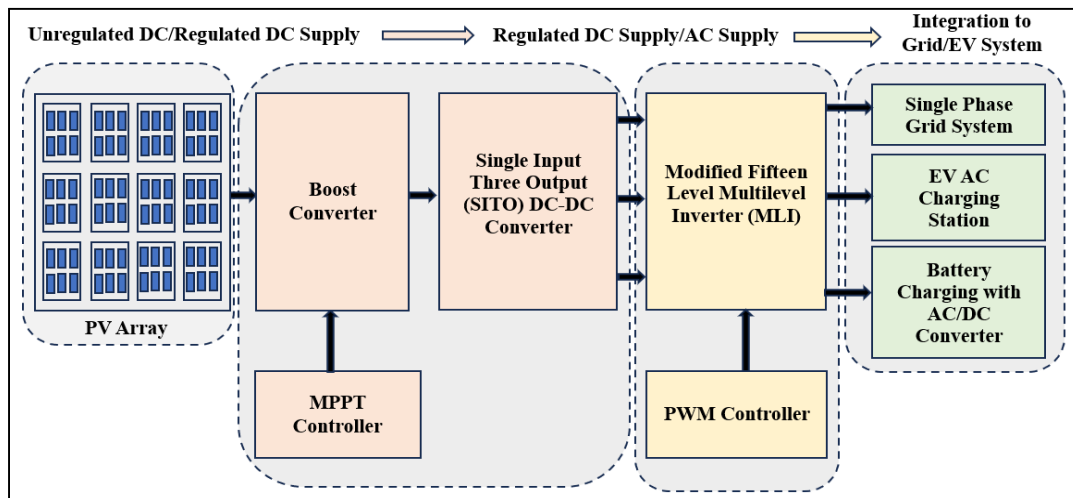 Unregulated DC/Regulated DC Supply
Regulated DC Supply/AC Supply
Integration to
Grid/EV System
PV Array
Boost
Converter
MPPT
Controller
Single Input
Three Output
(SITO) DC-DC
Converter
Modified Fifteen
Level Multilevel
Inverter (MLI)
PWM Controller
Single Phase
Grid System
EV AC
Charging
Station
Battery
Charging with
AC/DC
Converter